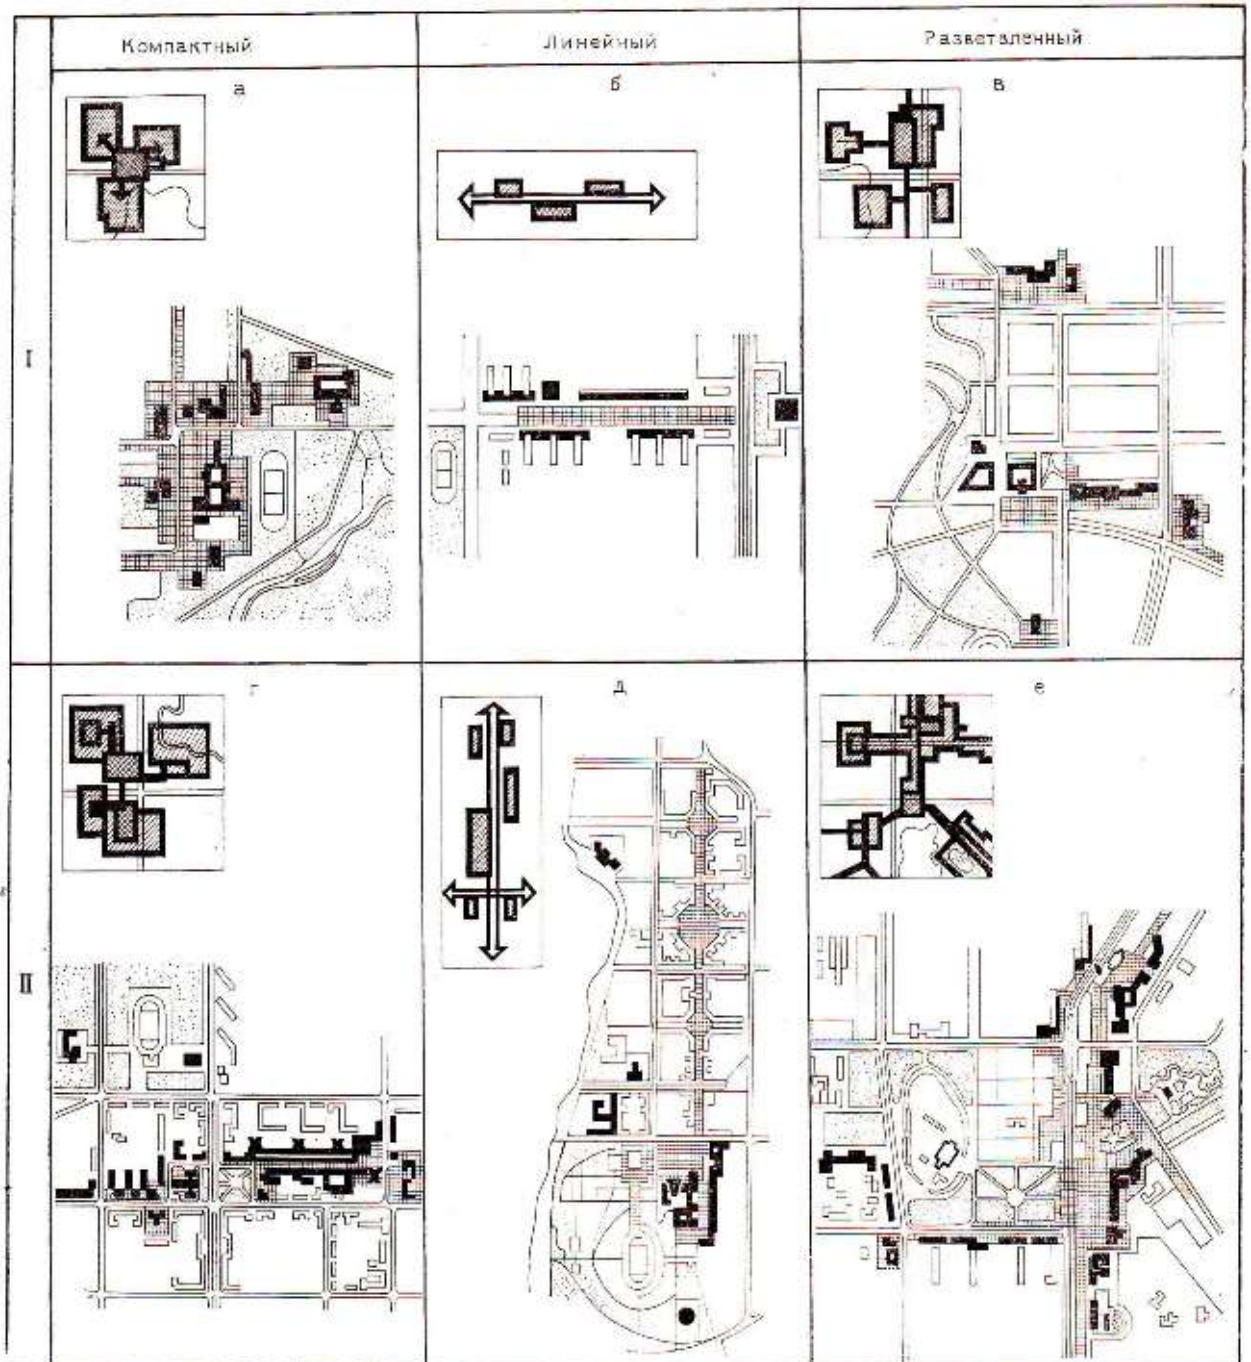 Компактный
Линейный
Разветвленный
а
б
в
I
г
д
е
II